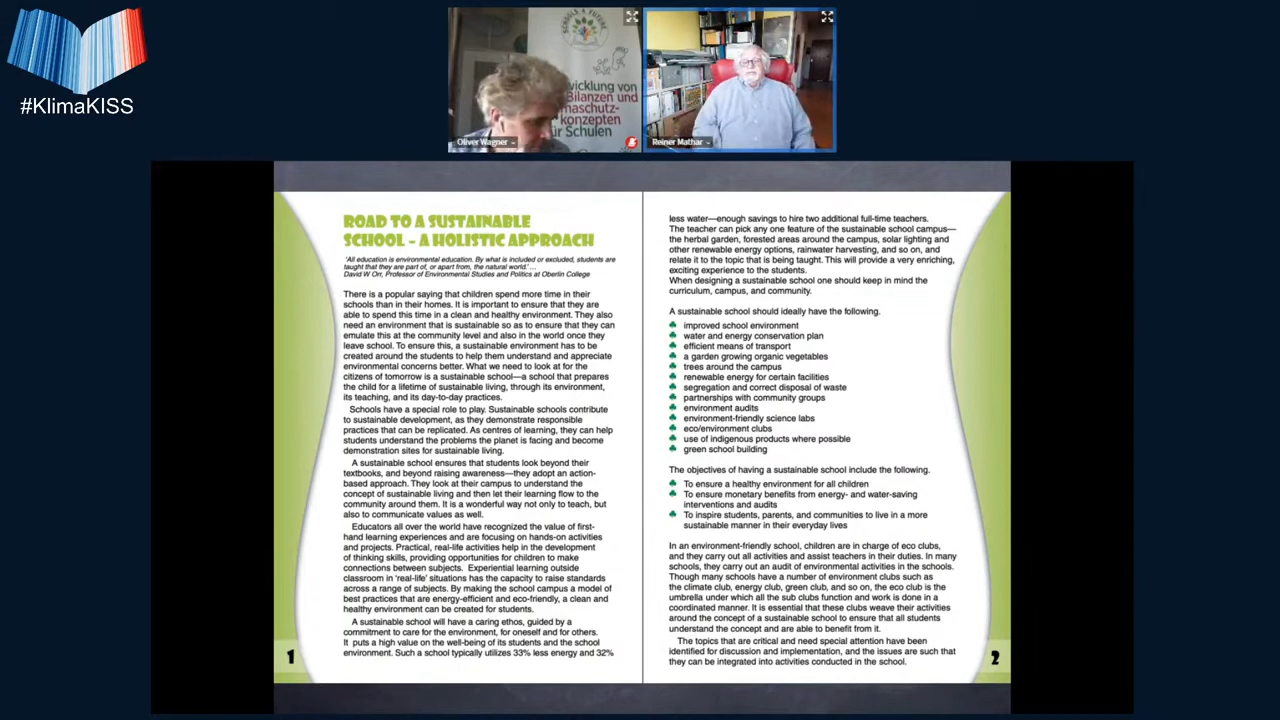 #KlimaKISS
SCHOOLS 4 FUTURE
wicklung von
Bilanzen und
maschutz-
konzepten
ür Schulen
Oliver Wagner
Reiner Mathar
ROAD TO A SUSTAINABLE
SCHOOL – A HOLISTIC APPROACH
'All education is environmental education. By what is included or excluded, students are
taught that they are part of, or apart from, the natural world.'…
David W Orr, Professor of Environmental Studies and Politics at Oberlin College
There is a popular saying that children spend more time in their
schools than in their homes. It is important to ensure that they are
able to spend this time in a clean and healthy environment. They also
need an environment that is sustainable so as to ensure that they can
emulate this at the community level and also in the world once they
leave school. To ensure this, a sustainable environment has to be
created around the students to help them understand and appreciate
environmental concerns better. What we need to look at for the
citizens of tomorrow is a sustainable school—a school that prepares
the child for a lifetime of sustainable living, through its environment,
its teaching, and its day-to-day practices.
Schools have a special role to play. Sustainable schools contribute
to sustainable development, as they demonstrate responsible
practices that can be replicated. As centres of learning, they can help
students understand the problems the planet is facing and become
demonstration sites for sustainable living.
A sustainable school ensures that students look beyond their
textbooks, and beyond raising awareness—they adopt an action-
based approach. They look at their campus to understand the
concept of sustainable living and then let their learning flow to the
community around them. It is a wonderful way not only to teach, but
also to communicate values as well.
Educators all over the world have recognized the value of first-
hand learning experiences and are focusing on hands-on activities
and projects. Practical, real-life activities help in the development
of thinking skills, providing opportunities for children to make
connections between subjects. Experiential learning outside
classroom in 'real-life' situations has the capacity to raise standards
across a range of subjects. By making the school campus a model of
best practices that are energy-efficient and eco-friendly, a clean and
healthy environment can be created for students.
A sustainable school will have a caring ethos, guided by a
commitment to care for the environment, for oneself and for others.
It puts a high value on the well-being of its students and the school
environment. Such a school typically utilizes 33% less energy and 32%
1
less water—enough savings to hire two additional full-time teachers.
The teacher can pick any one feature of the sustainable school campus—
the herbal garden, forested areas around the campus, solar lighting and
other renewable energy options, rainwater harvesting, and so on, and
relate it to the topic that is being taught. This will provide a very enriching,
exciting experience to the students.
When designing a sustainable school one should keep in mind the
curriculum, campus, and community.
A sustainable school should ideally have the following.
improved school environment
water and energy conservation plan
efficient means of transport
a garden growing organic vegetables
trees around the campus
renewable energy for certain facilities
segregation and correct disposal of waste
partnerships with community groups
environment audits
environment-friendly science labs
eco/environment clubs
use of indigenous products where possible
green school building
The objectives of having a sustainable school include the following.
To ensure a healthy environment for all children
To ensure monetary benefits from energy- and water-saving
interventions and audits
To inspire students, parents, and communities to live in a more
sustainable manner in their everyday lives
In an environment-friendly school, children are in charge of eco clubs,
and they carry out all activities and assist teachers in their duties. In many
schools, they carry out an audit of environmental activities in the schools.
Though many schools have a number of environment clubs such as
the climate club, energy club, green club, and so on, the eco club is the
umbrella under which all the sub clubs function and work is done in a
coordinated manner. It is essential that these clubs weave their activities
around the concept of a sustainable school to ensure that all students
understand the concept and are able to benefit from it.
The topics that are critical and need special attention have been
identified for discussion and implementation, and the issues are such that
they can be integrated into activities conducted in the school.
2